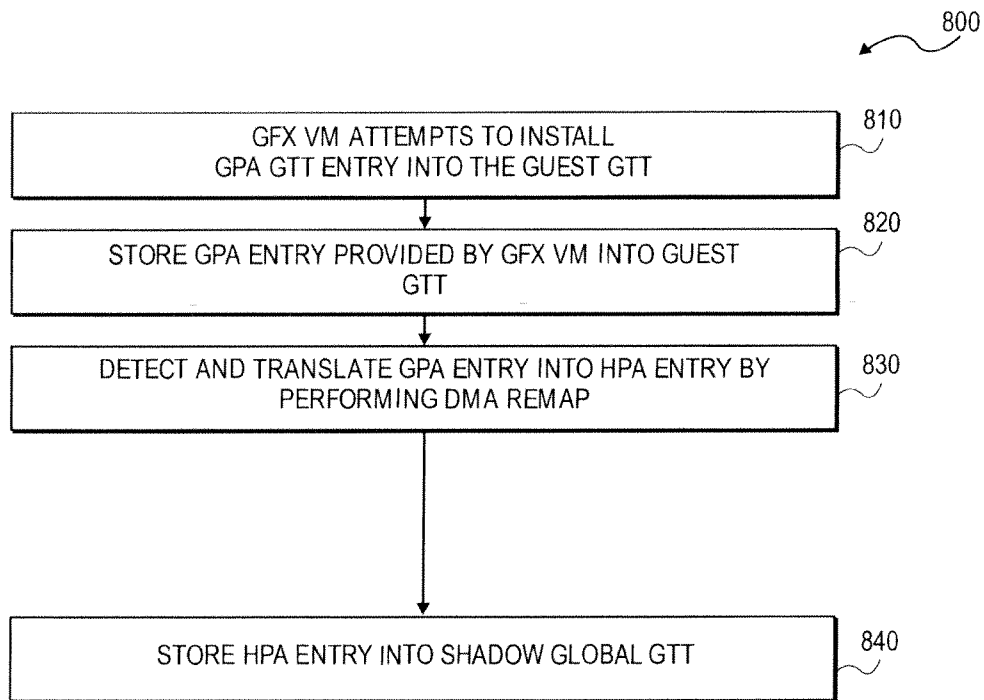 800
GFX VM ATTEMPTS TO INSTALL
GPA GTT ENTRY INTO THE GUEST GTT
810
STORE GPA ENTRY PROVIDED BY GFX VM INTO GUEST
GTT
820
DETECT AND TRANSLATE GPA ENTRY INTO HPA ENTRY BY
PERFORMING DMA REMAP
830
STORE HPA ENTRY INTO SHADOW GLOBAL GTT
840